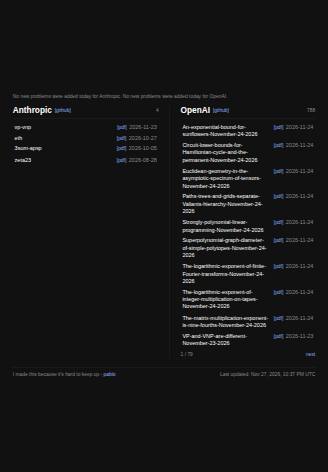 No new problems were added today for Anthropic. No new problems were added today for OpenAI.
Anthropic [github] 4
vp-vnp [pdf] 2026-11-23
eth [pdf] 2026-10-27
3sum-apsp [pdf] 2026-10-05
zeta23 [pdf] 2026-08-28
OpenAI [github] 788
An-exponential-bound-for-
sunflowers-November-24-2026 [pdf] 2026-11-24
Circuit-lower-bounds-for-
Hamiltonian-cycle-and-the-
permanent-November-24-2026 [pdf] 2026-11-24
Euclidean-geometry-in-the-
asymptotic-spectrum-of-tensors-
November-24-2026 [pdf] 2026-11-24
Paths-trees-and-grids-separate-
Valiants-hierarchy-November-24-
2026 [pdf] 2026-11-24
Strongly-polynomial-linear-
programming-November-24-2026 [pdf] 2026-11-24
Superpolynomial-graph-diameter-
of-simple-polytopes-November-24-
2026 [pdf] 2026-11-24
The-logarithmic-exponent-of-finite-
Fourier-transforms-November-24-
2026 [pdf] 2026-11-24
The-logarithmic-exponent-of-
integer-multiplication-on-tapes-
November-24-2026 [pdf] 2026-11-24
The-matrix-multiplication-exponent-
is-nine-fourths-November-24-2026 [pdf] 2026-11-24
VP-and-VNP-are-different-
November-23-2026 [pdf] 2026-11-23
1 / 79 next
I made this because it's hard to keep up - pablo
Last updated: Nov 27, 2026, 10:37 PM UTC